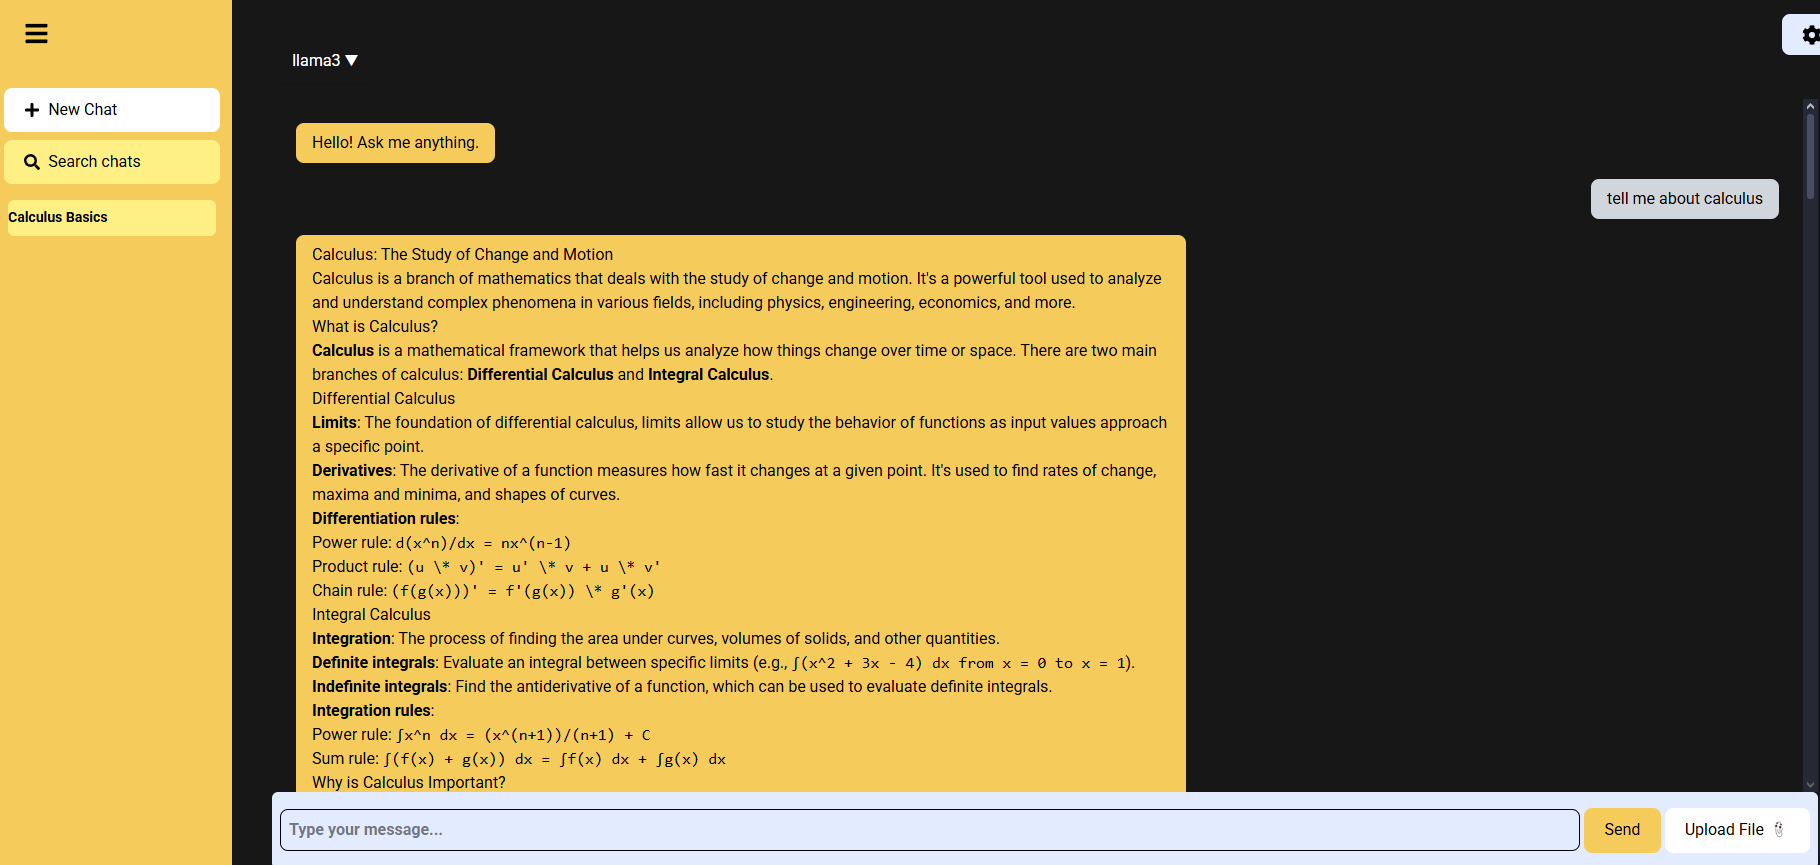 llama3 ▼
New Chat
Search chats
Calculus Basics
Hello! Ask me anything.
tell me about calculus
Calculus: The Study of Change and Motion
Calculus is a branch of mathematics that deals with the study of change and motion. It's a powerful tool used to analyze
and understand complex phenomena in various fields, including physics, engineering, economics, and more.
What is Calculus?
Calculus is a mathematical framework that helps us analyze how things change over time or space. There are two main
branches of calculus: Differential Calculus and Integral Calculus.
Differential Calculus
Limits: The foundation of differential calculus, limits allow us to study the behavior of functions as input values approach
a specific point.
Derivatives: The derivative of a function measures how fast it changes at a given point. It's used to find rates of change,
maxima and minima, and shapes of curves.
Differentiation rules:
Power rule: d(x^n)/dx = nx^(n-1)
Product rule: (u \* v)' = u' \* v + u \* v'
Chain rule: (f(g(x)))' = f'(g(x)) \* g'(x)
Integral Calculus
Integration: The process of finding the area under curves, volumes of solids, and other quantities.
Definite integrals: Evaluate an integral between specific limits (e.g., ∫(x^2 + 3x - 4) dx from x = 0 to x = 1).
Indefinite integrals: Find the antiderivative of a function, which can be used to evaluate definite integrals.
Integration rules:
Power rule: ∫x^n dx = (x^(n+1))/(n+1) + C
Sum rule: ∫(f(x) + g(x)) dx = ∫f(x) dx + ∫g(x) dx
Why is Calculus Important?
Type your message...
Send
Upload File